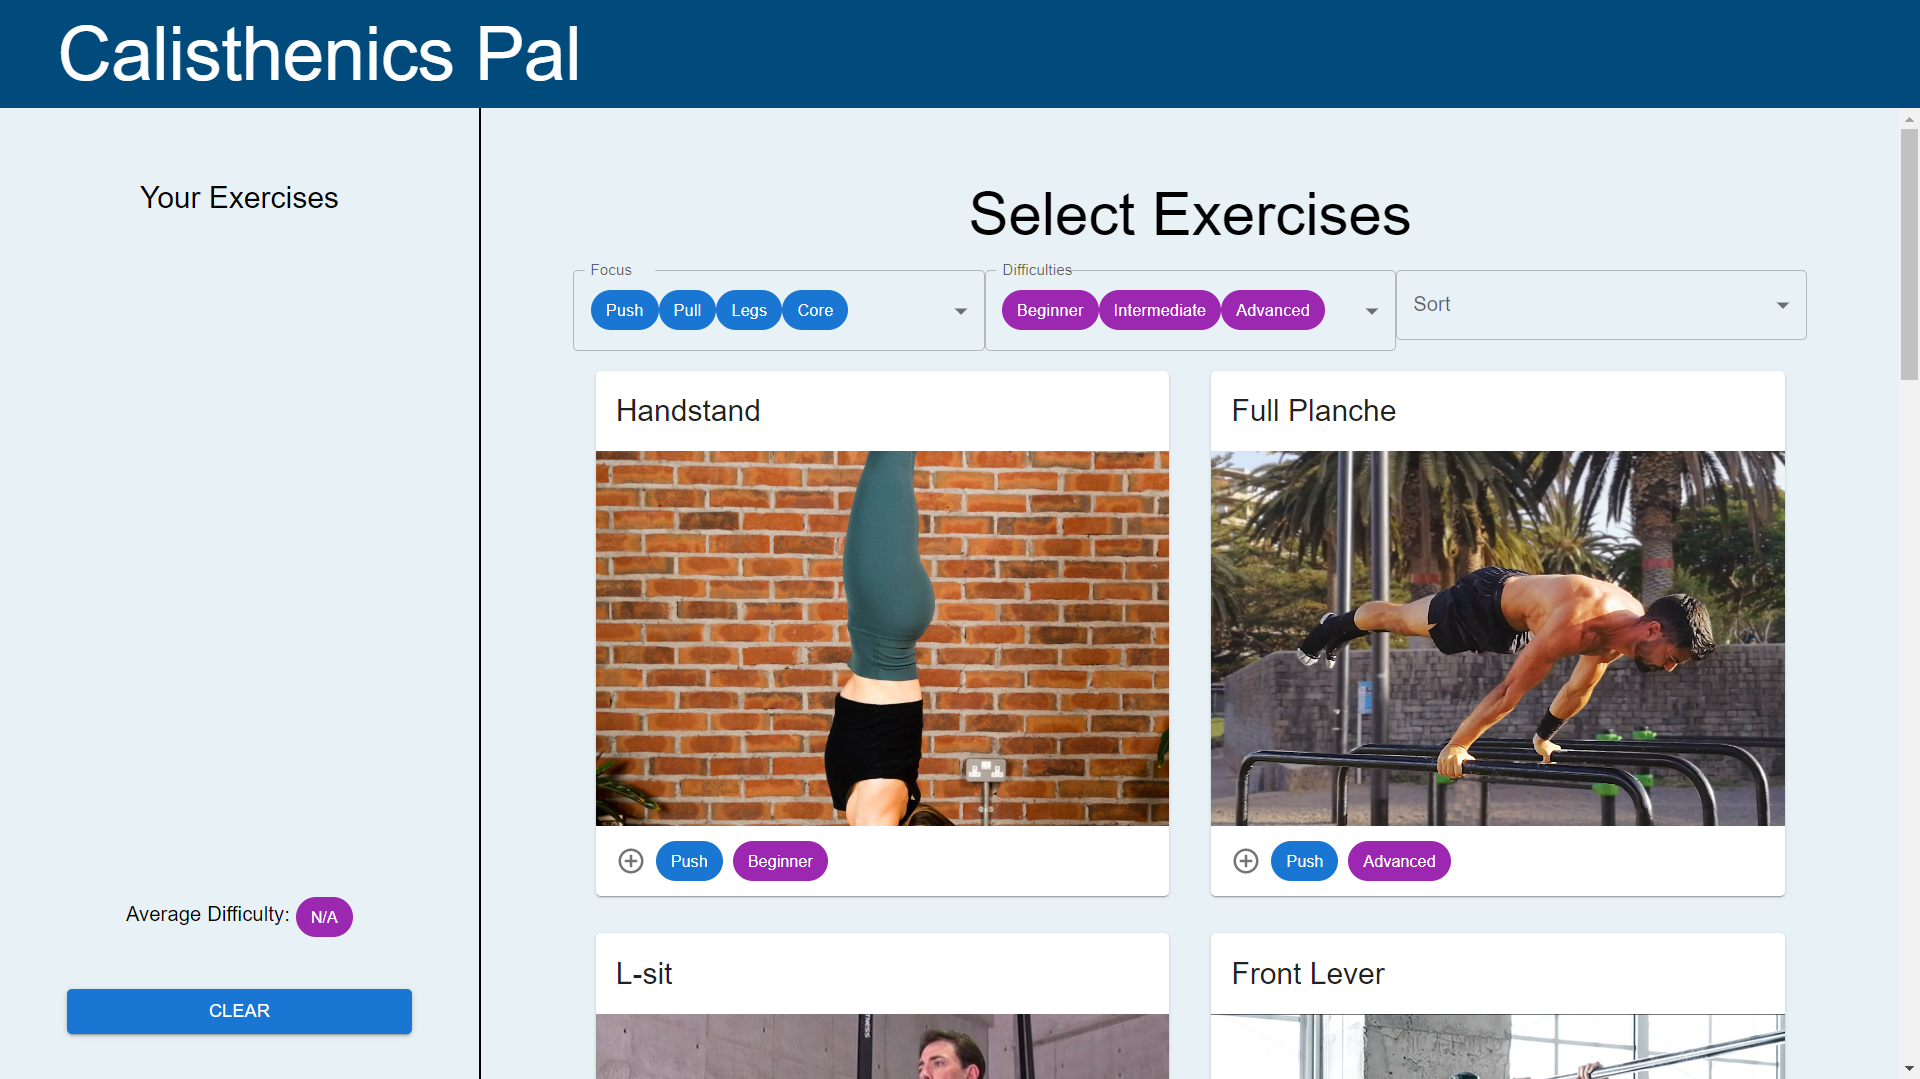 Calisthenics Pal
Your Exercises
Average Difficulty: N/A
CLEAR
Select Exercises
Focus
Push Pull Legs Core
Difficulties
Beginner Intermediate Advanced
Sort
Handstand
Push Beginner
Full Planche
Push Advanced
L-sit
Front Lever